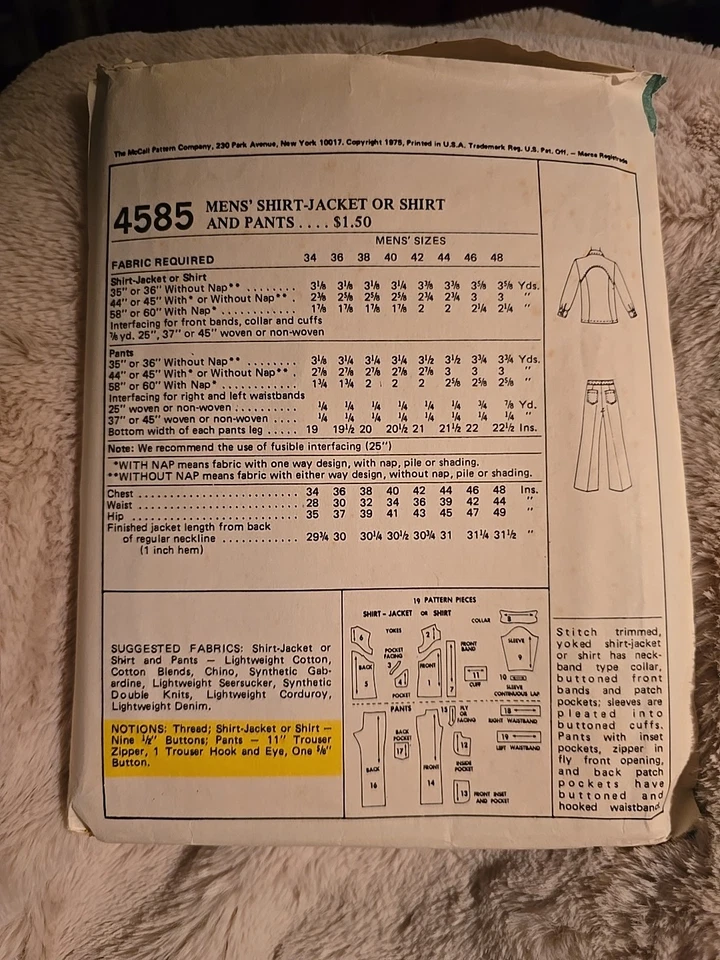 The McCall Pattern Company, 230 Park Avenue, New York 10017. Copyright 1975, Printed in U.S.A. Trademark Reg. U.S. Pat. Off. — Marca Registrada
4585 MENS' SHIRT-JACKET OR SHIRT
AND PANTS .... $1.50
MENS' SIZES
FABRIC REQUIRED 34 36 38 40 42 44 46 48
Shirt-Jacket or Shirt
35" or 36" Without Nap** ........ 3⅛ 3⅛ 3⅛ 3¼ 3⅜ 3⅜ 3⅝ 3⅝ Yds.
44" or 45" With* or Without Nap** . 2⅜ 2⅝ 2⅝ 2⅝ 2¾ 2¾ 3 3 "
58" or 60" With Nap* ........... 1⅞ 1⅞ 1⅞ 1⅞ 2 2 2¼ 2¼ "
Interfacing for front bands, collar and cuffs
⅞ yd. 25", 37" or 45" woven or non-woven
Pants
35" or 36" Without Nap** ........ 3⅛ 3¼ 3¼ 3¼ 3½ 3½ 3¾ 3¾ Yds.
44" or 45" With* or Without Nap** . 2⅞ 2⅞ 2⅞ 2⅞ 2⅞ 3 3 3 "
58" or 60" With Nap* ........... 1¾ 1¾ 2 2 2 2⅝ 2⅝ 2⅝ "
Interfacing for right and left waistbands
25" woven or non-woven ......... ¼ ¼ ¼ ¼ ¼ ¼ ¾ ⅞ Yd.
37" or 45" woven or non-woven .... ¼ ¼ ¼ ¼ ¼ ¼ ¼ ¼ "
Bottom width of each pants leg ..... 19 19½ 20 20½ 21 21½ 22 22½ Ins.
Note: We recommend the use of fusible interfacing (25")
*WITH NAP means fabric with one way design, with nap, pile or shading.
**WITHOUT NAP means fabric with either way design, without nap, pile or shading.
Chest ........................ 34 36 38 40 42 44 46 48 Ins.
Waist ........................ 28 30 32 34 36 39 42 44 "
Hip .......................... 35 37 39 41 43 45 47 49 "
Finished jacket length from back
of regular neckline ........... 29¾ 30 30¼ 30½ 30¾ 31 31¼ 31½ "
(1 inch hem)
SUGGESTED FABRICS: Shirt-Jacket or
Shirt and Pants — Lightweight Cotton,
Cotton Blends, Chino, Synthetic Gab-
ardine, Lightweight Seersucker, Synthetic
Double Knits, Lightweight Corduroy,
Lightweight Denim.
NOTIONS: Thread; Shirt-Jacket or Shirt —
Nine ½" Buttons; Pants — 11" Trouser
Zipper, 1 Trouser Hook and Eye, One ⅝"
Button.
19 PATTERN PIECES
SHIRT – JACKET OR SHIRT
COLLAR
8
YOKES
6
2
SLEEVE
9
POCKET
FACING
3
FRONT
BAND
BACK
5
4
POCKET
FRONT
1
7
11
CUFF
10
SLEEVE
CONTINUOUS LAP
PANTS
15
FLY
OR
FACING
18
RIGHT WAISTBAND
BACK
POCKET
17
12
INSIDE
POCKET
19
LEFT WAISTBAND
BACK
16
FRONT
14
13
FRONT INSET
AND POCKET
Stitch trimmed,
yoked shirt-jacket
or shirt has neck-
band type collar,
buttoned front
bands and patch
pockets; sleeves are
pleated into
buttoned cuffs.
Pants with inset
pockets, zipper in
fly front opening,
and back patch
pockets have
buttoned and
hooked waistband.